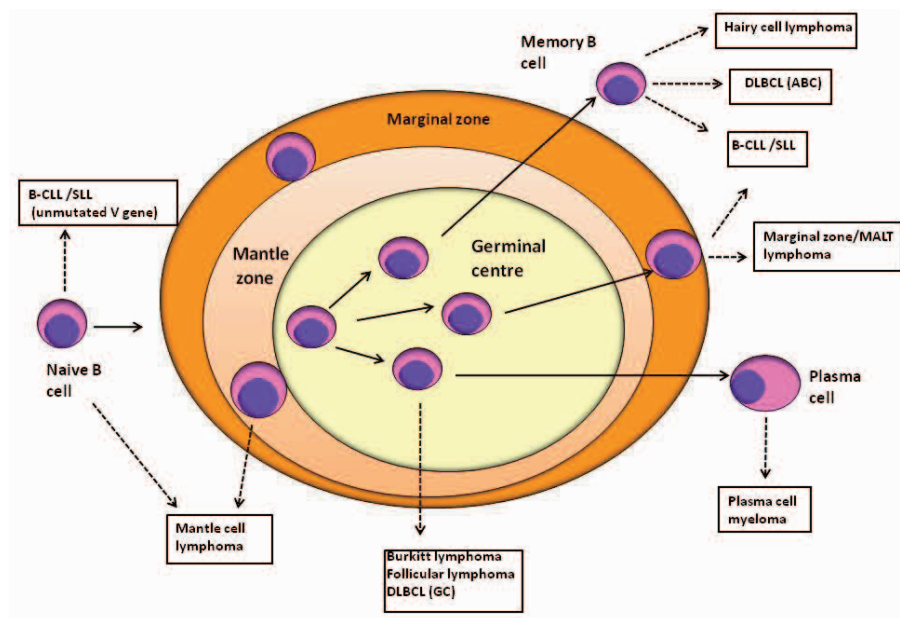 Hairy cell lymphoma
Memory B
cell
DLBCL (ABC)
Marginal zone
B-CLL /SLL
B-CLL /SLL
(unmutated V gene)
Marginal zone/MALT
lymphoma
Mantle
zone
Germinal
centre
Naive B
cell
Plasma
cell
Plasma cell
myeloma
Mantle cell
lymphoma
Burkitt lymphoma
Follicular lymphoma
DLBCL (GC)